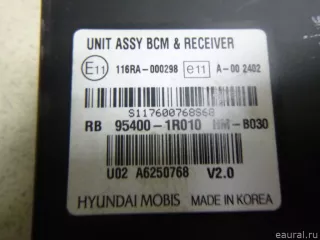 UNIT ASSY BCM & RECEIVER
E11 116RA-000298 e11 A-00 2402
S117600768S68
RB 95400-1R010 HM-B030
U02 A6250768 V2.0
HYUNDAI MOBIS MADE IN KOREA
eaural.ru